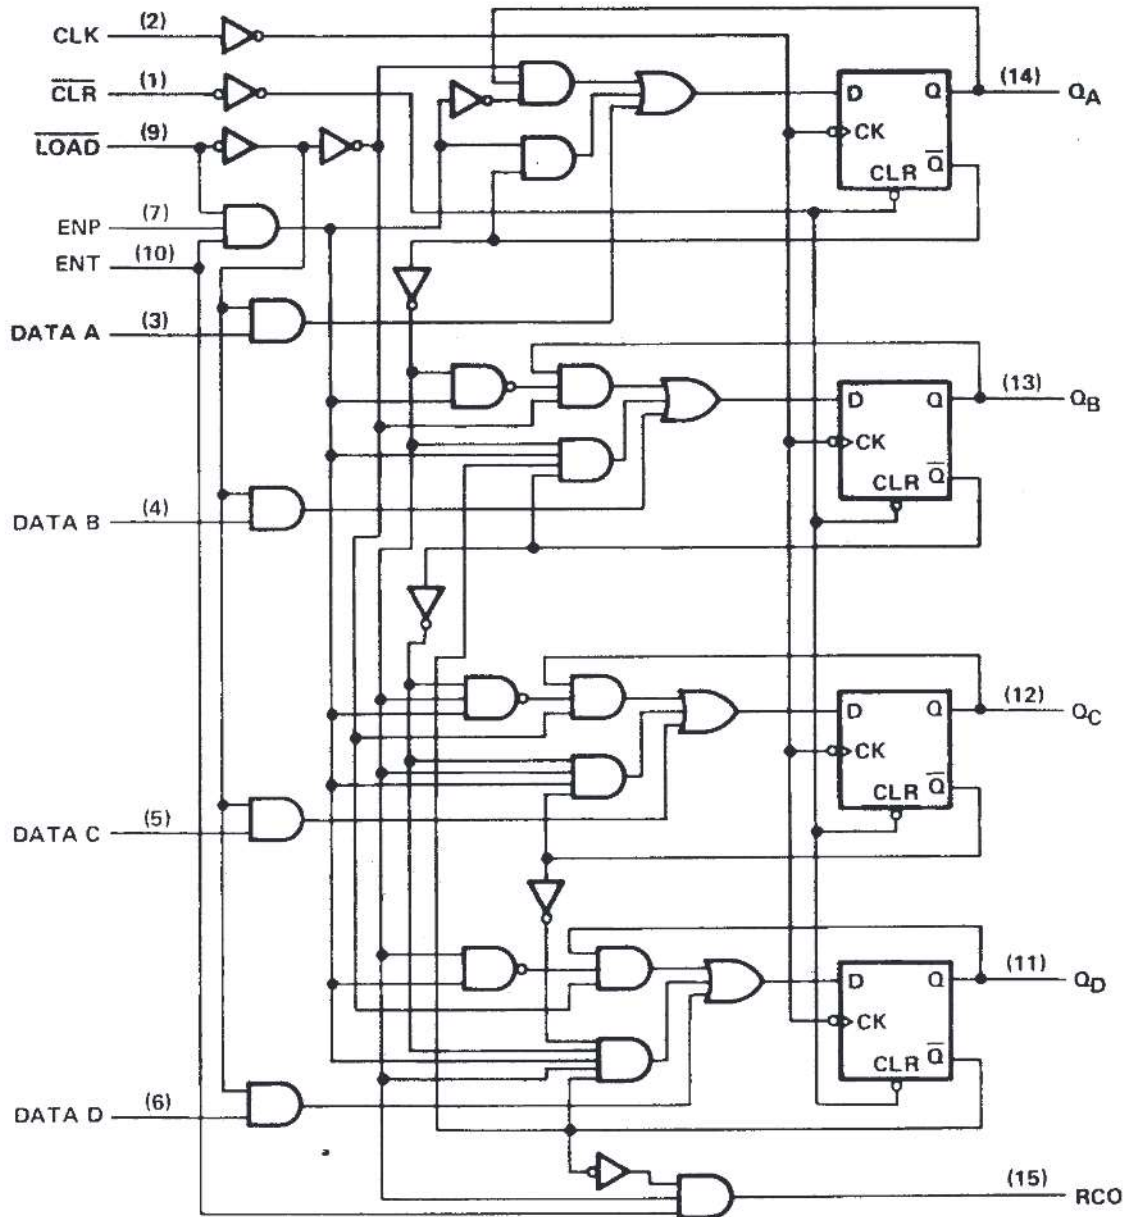 CLK (2)
CLR (1)
LOAD (9)
ENP (7)
ENT (10)
DATA A (3)
D Q (14) QA
CK
CLR Q
D Q (13) QB
CK
CLR Q
DATA B (4)
D Q (12) QC
CK
CLR Q
DATA C (5)
D Q (11) QD
CK
CLR Q
DATA D (6)
(15) RCO